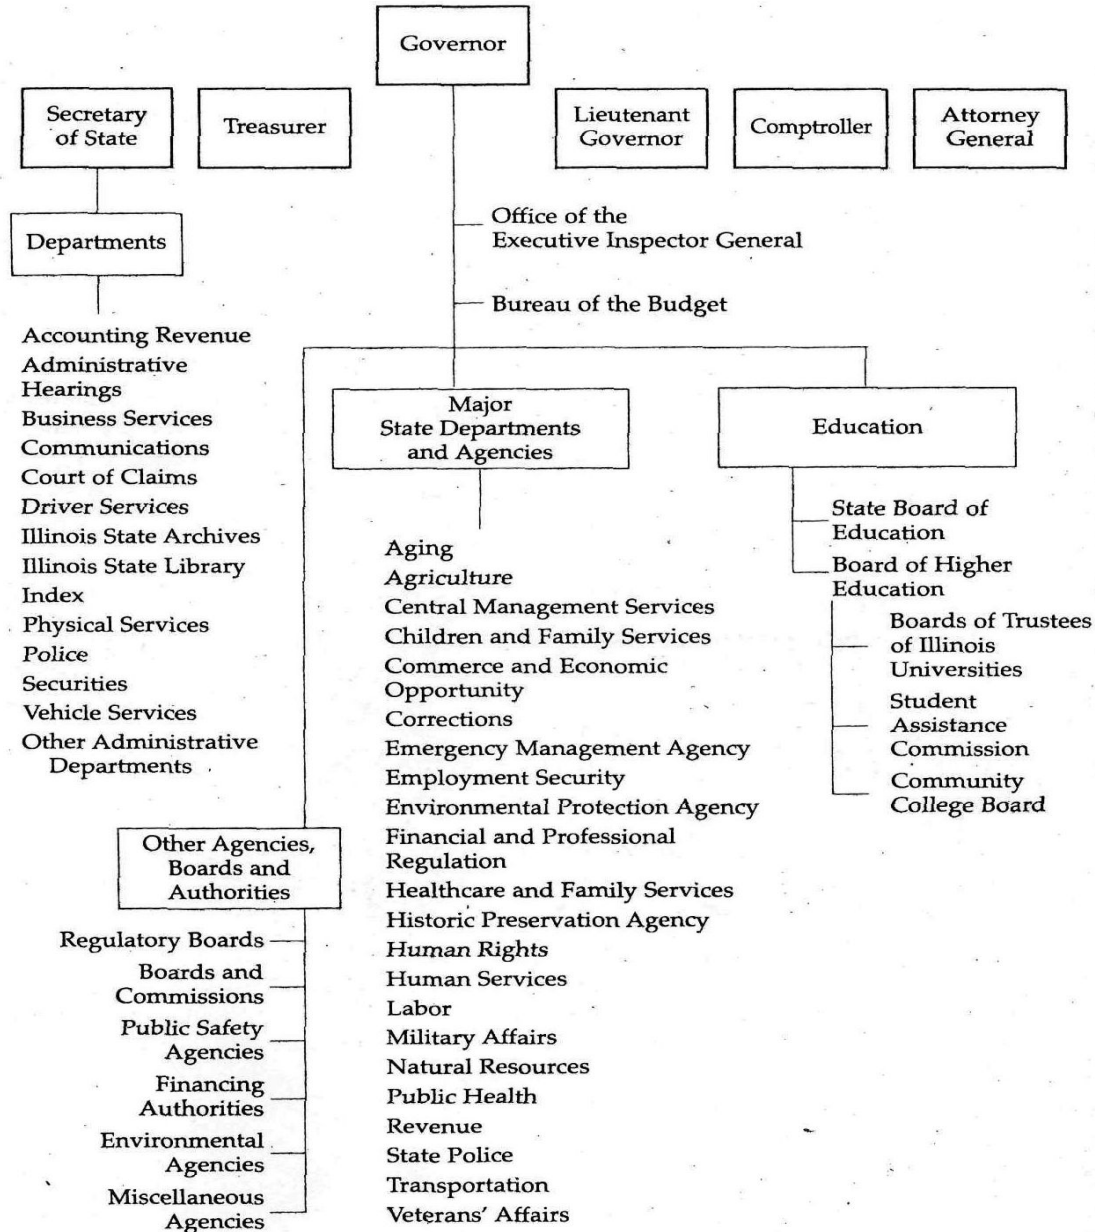 Governor
Secretary
of State
Treasurer
Lieutenant
Governor
Comptroller
Attorney
General
Departments
Office of the
Executive Inspector General
Bureau of the Budget
Accounting Revenue
Administrative
Hearings
Business Services
Communications
Court of Claims
Driver Services
Illinois State Archives
Illinois State Library
Index
Physical Services
Police
Securities
Vehicle Services
Other Administrative
Departments
Major
State Departments
and Agencies
Aging
Agriculture
Central Management Services
Children and Family Services
Commerce and Economic
Opportunity
Corrections
Emergency Management Agency
Employment Security
Environmental Protection Agency
Financial and Professional
Regulation
Healthcare and Family Services
Historic Preservation Agency
Human Rights
Human Services
Labor
Military Affairs
Natural Resources
Public Health
Revenue
State Police
Transportation
Veterans' Affairs
Education
State Board of
Education
Board of Higher
Education
Boards of Trustees
of Illinois
Universities
Student
Assistance
Commission
Community
College Board
Other Agencies,
Boards and
Authorities
Regulatory Boards
Boards and
Commissions
Public Safety
Agencies
Financing
Authorities
Environmental
Agencies
Miscellaneous
Agencies